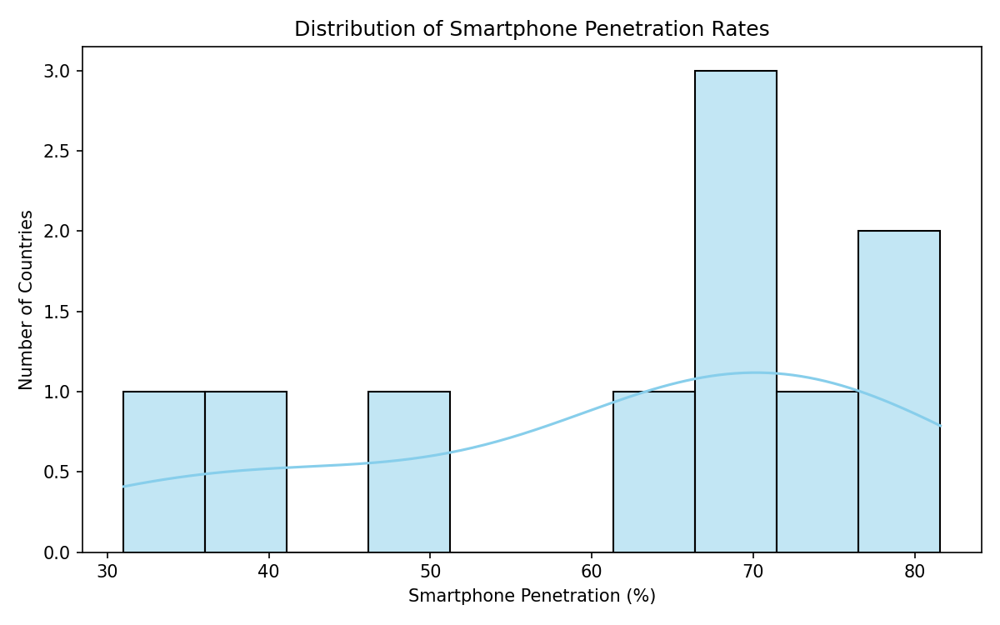 Distribution of Smartphone Penetration Rates
Number of Countries
3.0
2.5
2.0
1.5
1.0
0.5
0.0
30 40 50 60 70 80
Smartphone Penetration (%)